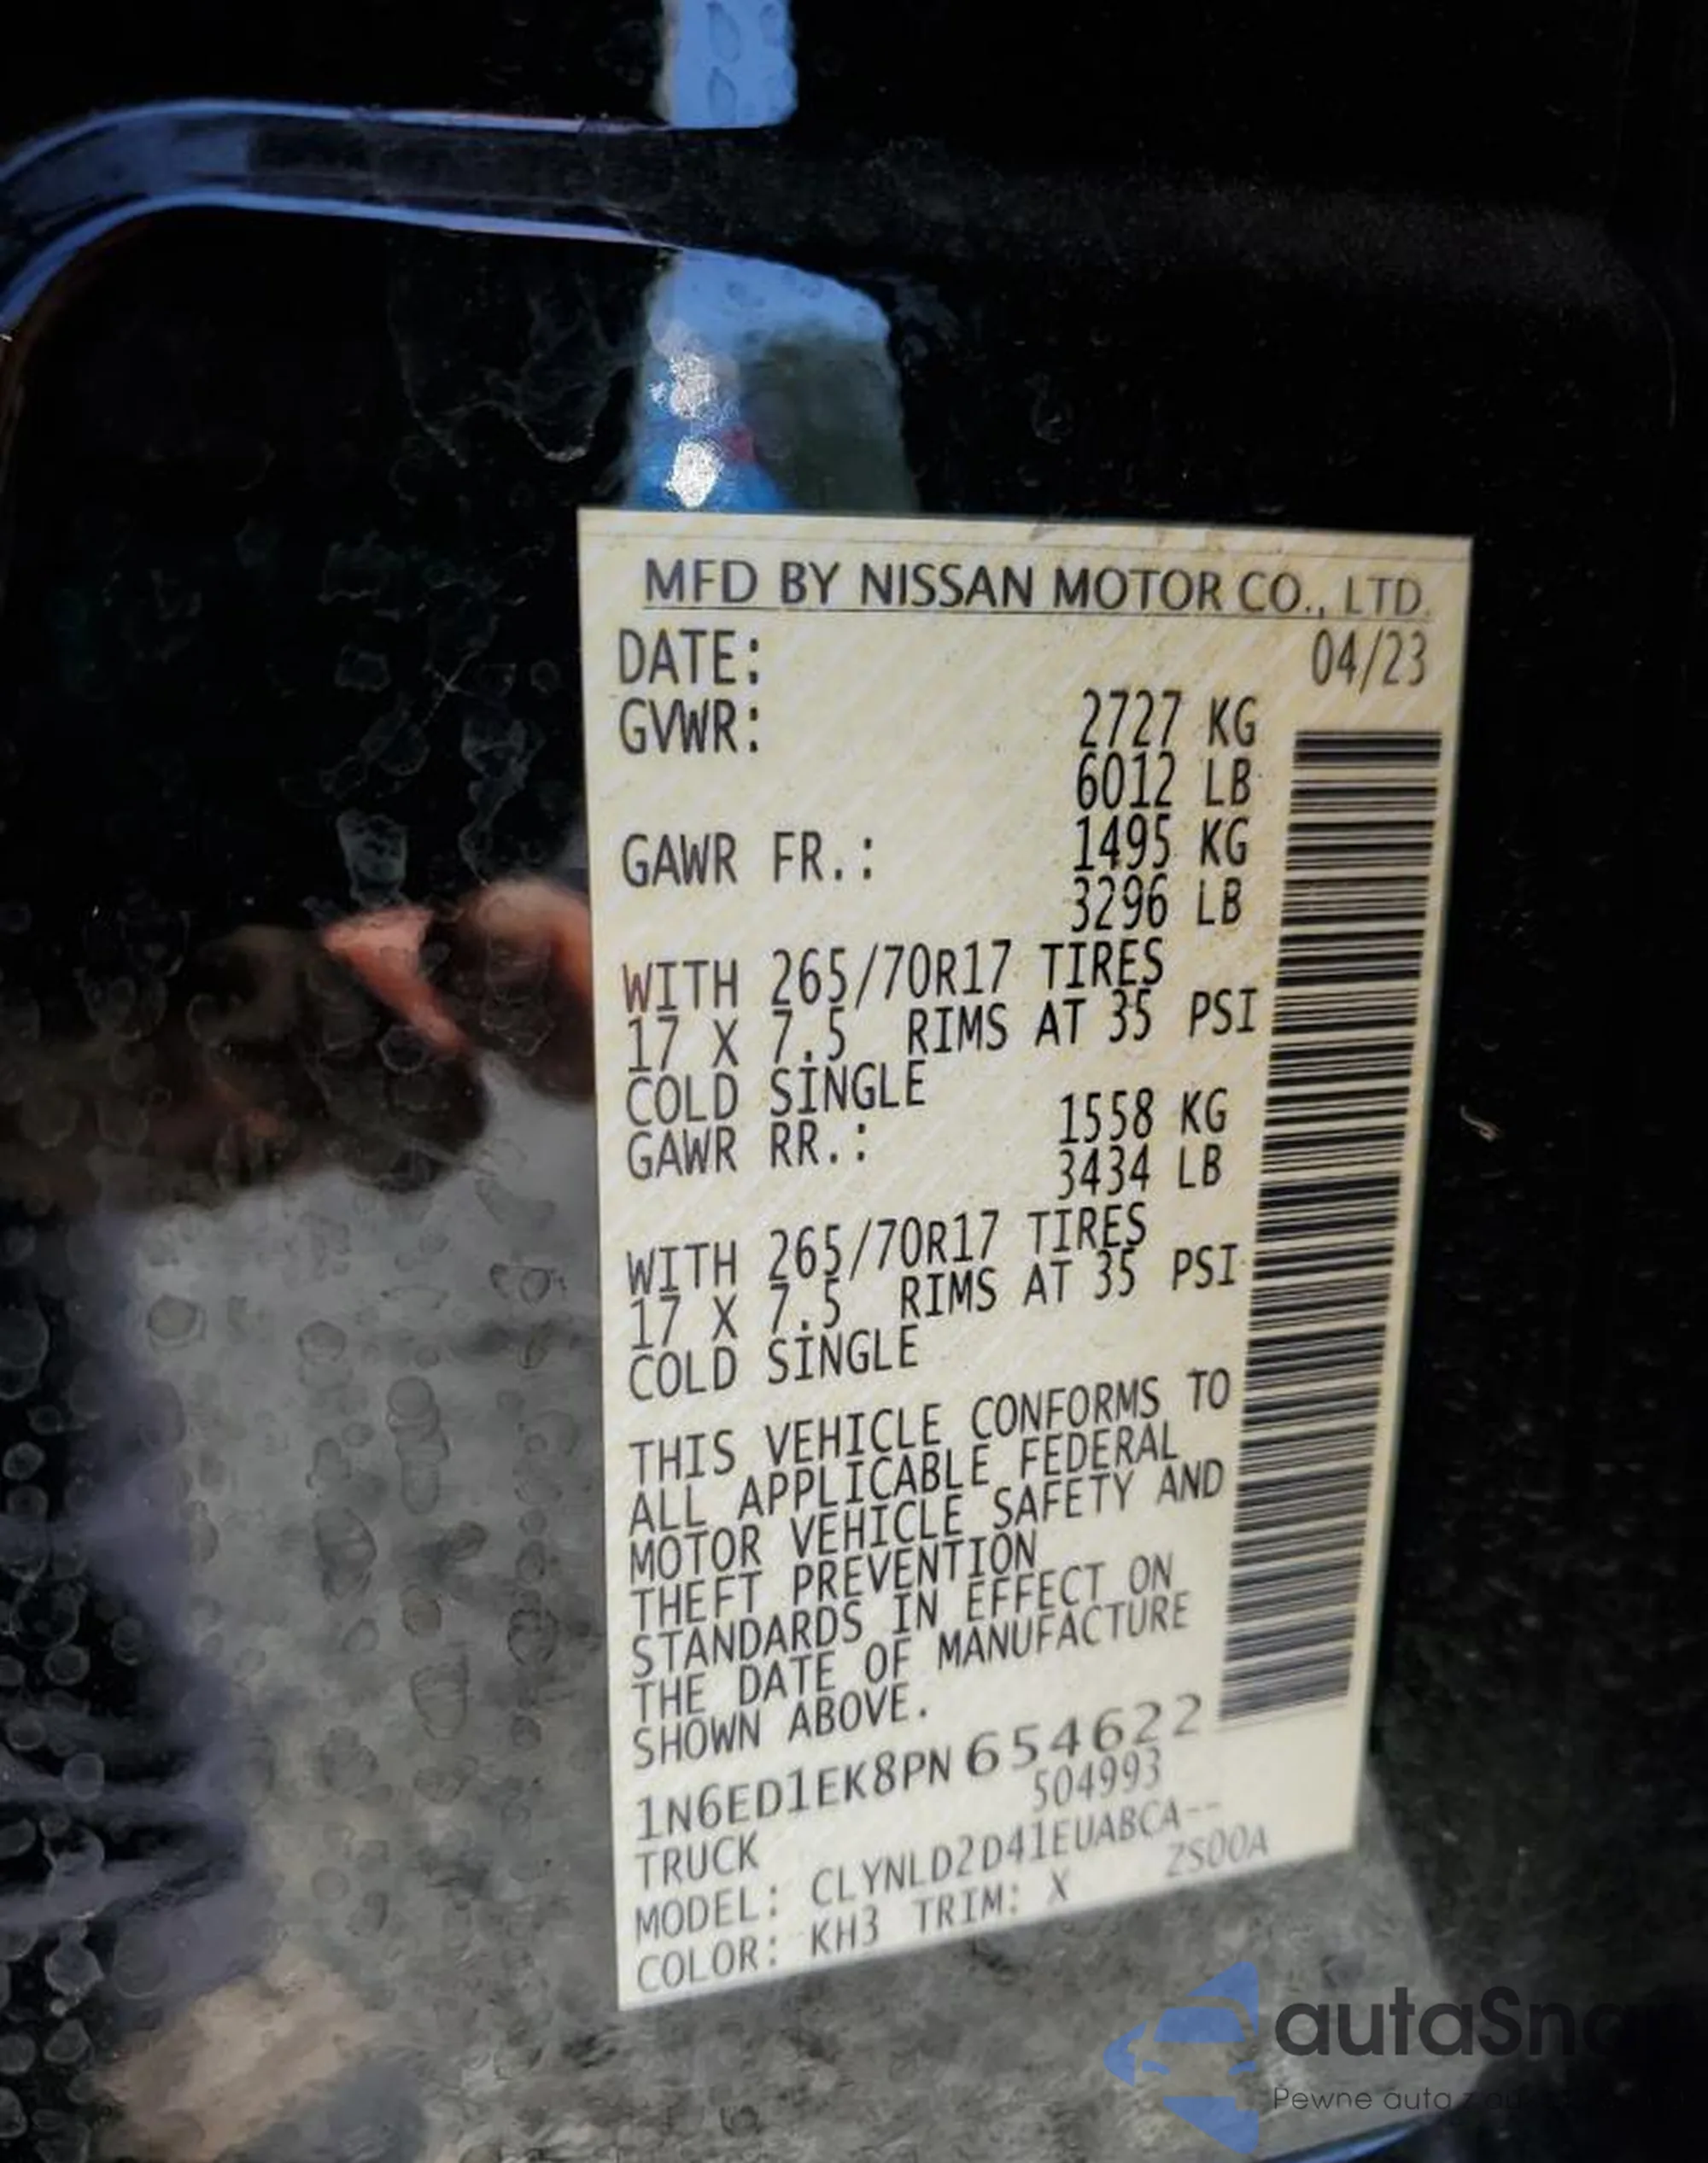 MFD BY NISSAN MOTOR CO., LTD.
DATE: 04/23
GVWR: 2727 KG
6012 LB
GAWR FR.: 1495 KG
3296 LB
WITH 265/70R17 TIRES
17 X 7.5 RIMS AT 35 PSI
COLD SINGLE
GAWR RR.: 1558 KG
3434 LB
WITH 265/70R17 TIRES
17 X 7.5 RIMS AT 35 PSI
COLD SINGLE
THIS VEHICLE CONFORMS TO
ALL APPLICABLE FEDERAL
MOTOR VEHICLE SAFETY AND
THEFT PREVENTION
STANDARDS IN EFFECT ON
THE DATE OF MANUFACTURE
SHOWN ABOVE.
1N6ED1EK8PN 654622
TRUCK 504993
MODEL: CLYNLD2D41EUABCA--
COLOR: KH3 TRIM: X ZS00A
autaSna
Pewne auta z